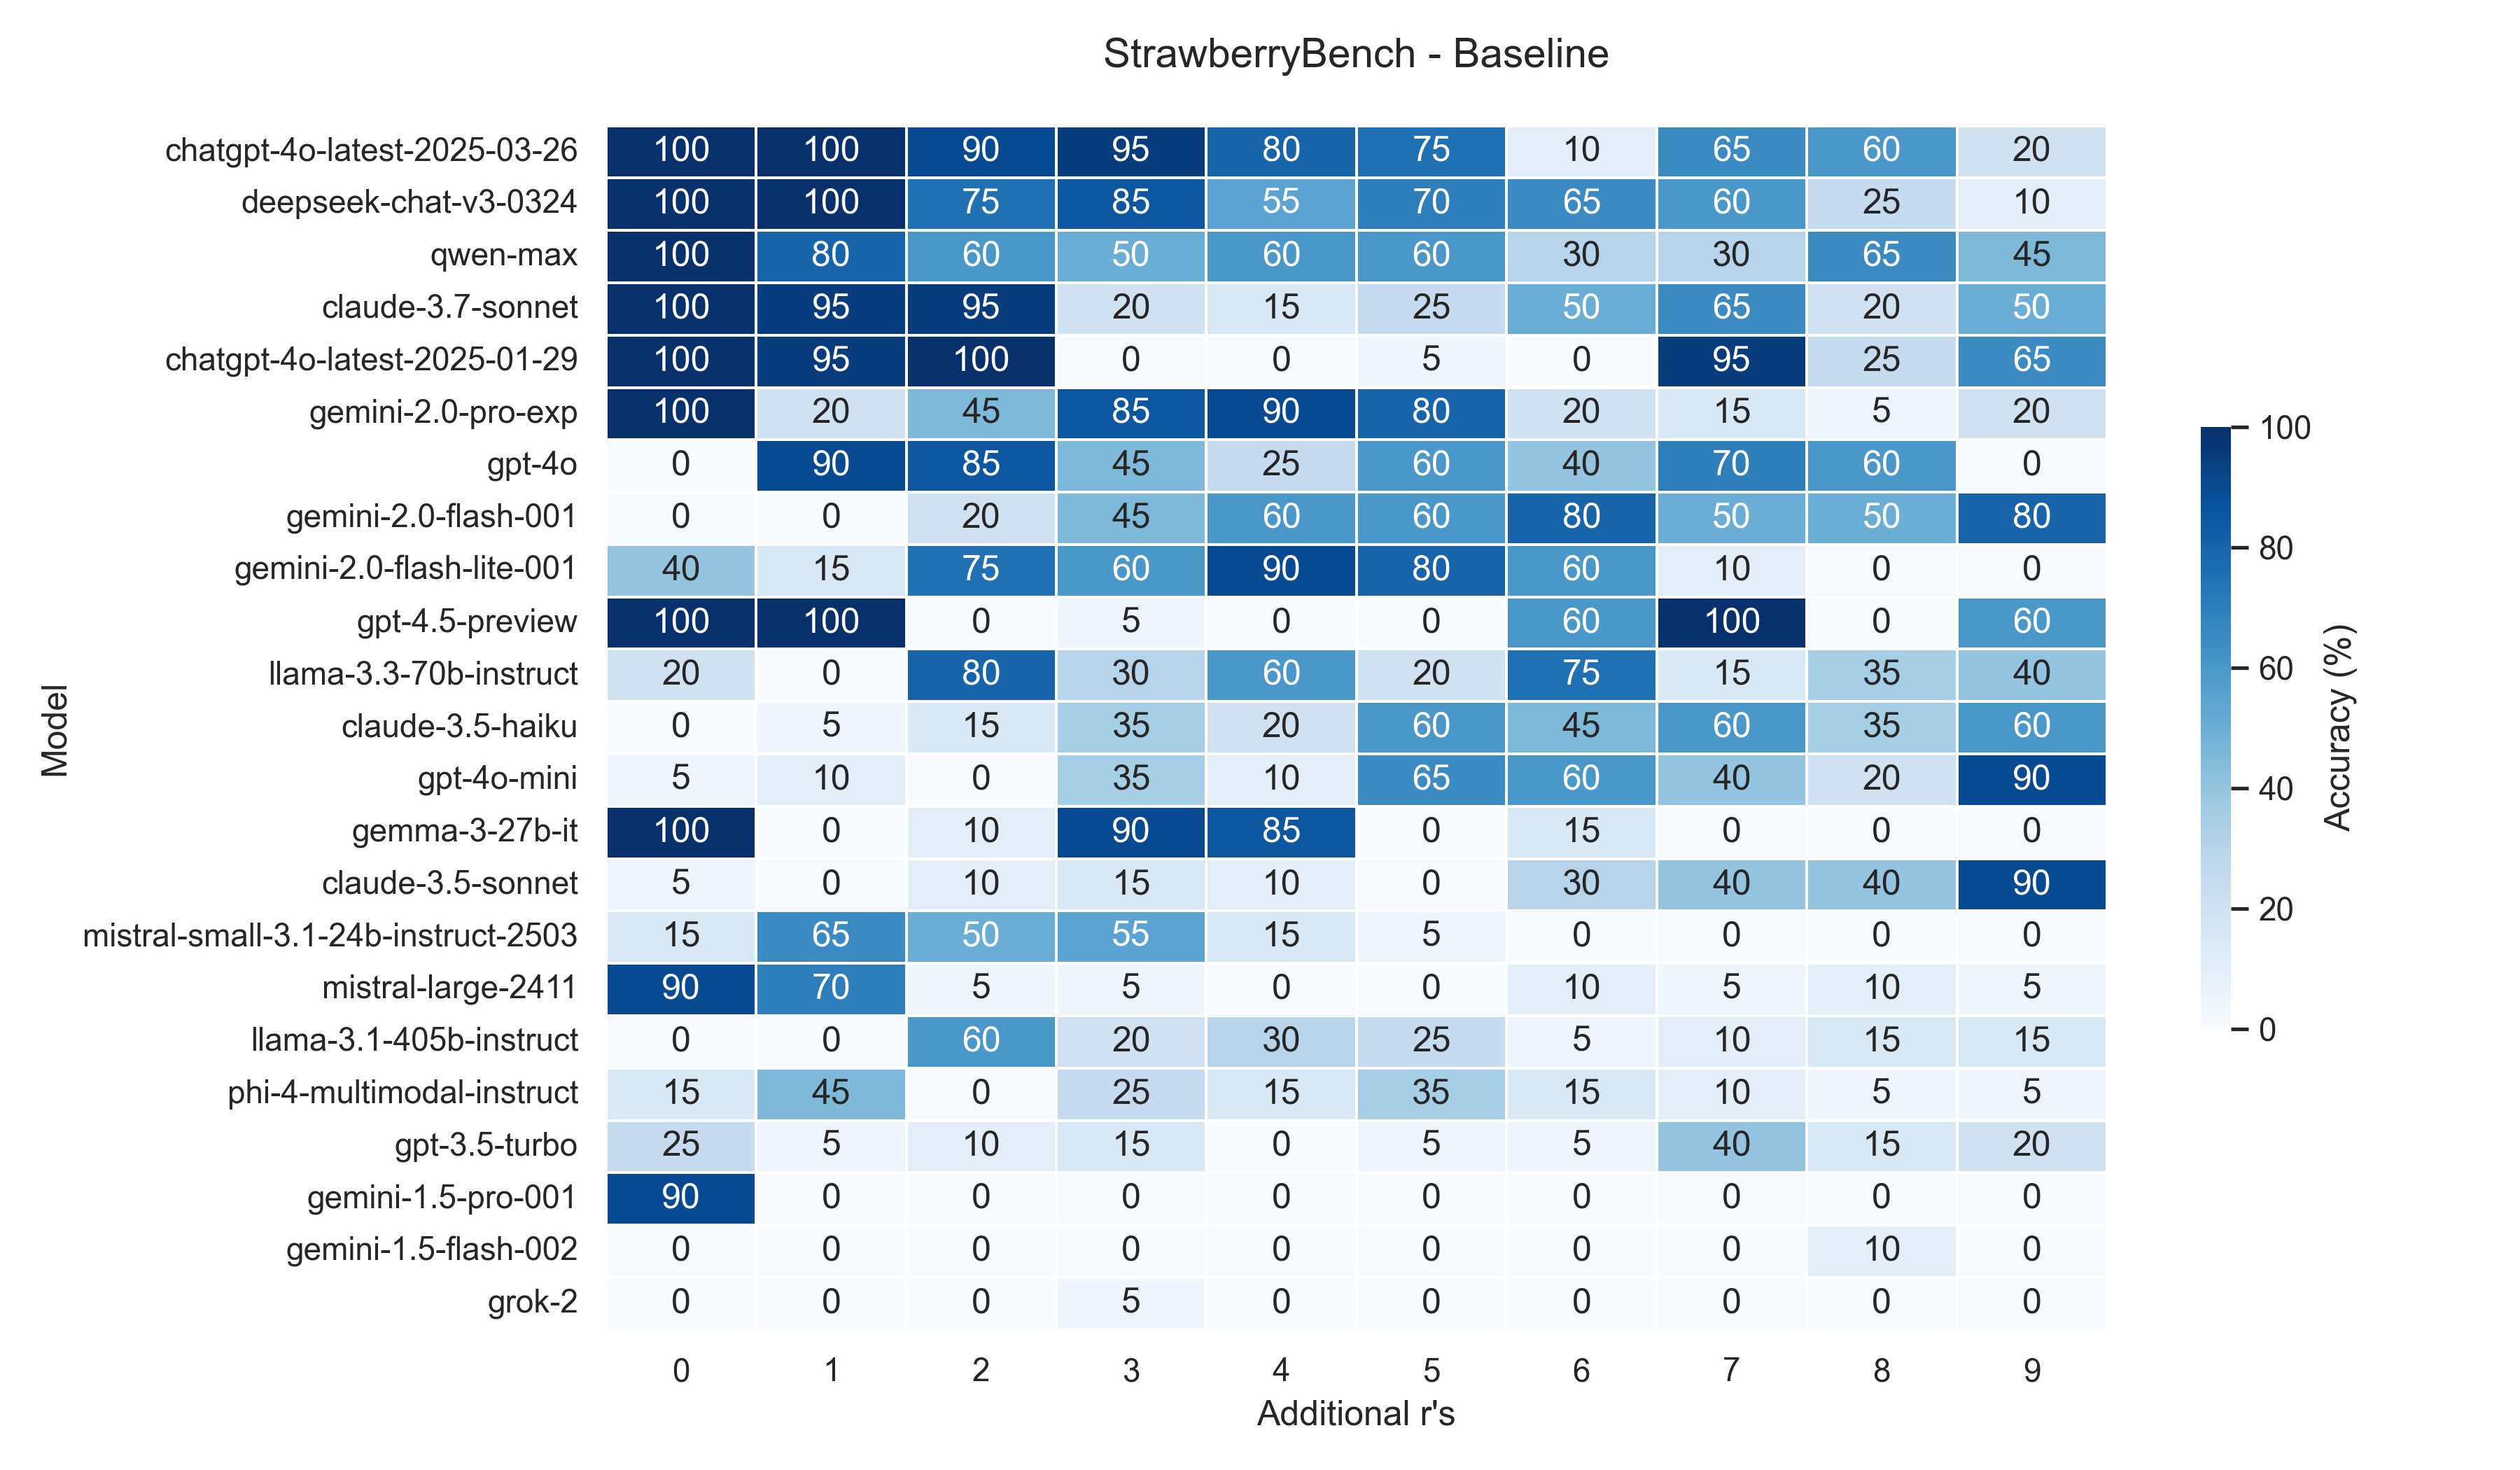 StrawberryBench - Baseline
chatgpt-4o-latest-2025-03-26 100 100 90 95 80 75 10 65 60 20
deepseek-chat-v3-0324 100 100 75 85 55 70 65 60 25 10
qwen-max 100 80 60 50 60 60 30 30 65 45
claude-3.7-sonnet 100 95 95 20 15 25 50 65 20 50
chatgpt-4o-latest-2025-01-29 100 95 100 0 0 5 0 95 25 65
gemini-2.0-pro-exp 100 20 45 85 90 80 20 15 5 20
gpt-4o 0 90 85 45 25 60 40 70 60 0
gemini-2.0-flash-001 0 0 20 45 60 60 80 50 50 80
gemini-2.0-flash-lite-001 40 15 75 60 90 80 60 10 0 0
gpt-4.5-preview 100 100 0 5 0 0 60 100 0 60
llama-3.3-70b-instruct 20 0 80 30 60 20 75 15 35 40
claude-3.5-haiku 0 5 15 35 20 60 45 60 35 60
gpt-4o-mini 5 10 0 35 10 65 60 40 20 90
gemma-3-27b-it 100 0 10 90 85 0 15 0 0 0
claude-3.5-sonnet 5 0 10 15 10 0 30 40 40 90
mistral-small-3.1-24b-instruct-2503 15 65 50 55 15 5 0 0 0 0
mistral-large-2411 90 70 5 5 0 0 10 5 10 5
llama-3.1-405b-instruct 0 0 60 20 30 25 5 10 15 15
phi-4-multimodal-instruct 15 45 0 25 15 35 15 10 5 5
gpt-3.5-turbo 25 5 10 15 0 5 5 40 15 20
gemini-1.5-pro-001 90 0 0 0 0 0 0 0 0 0
gemini-1.5-flash-002 0 0 0 0 0 0 0 0 10 0
grok-2 0 0 0 5 0 0 0 0 0 0
0 1 2 3 4 5 6 7 8 9
Additional r's
Model
100
80
60
40
20
0
Accuracy (%)